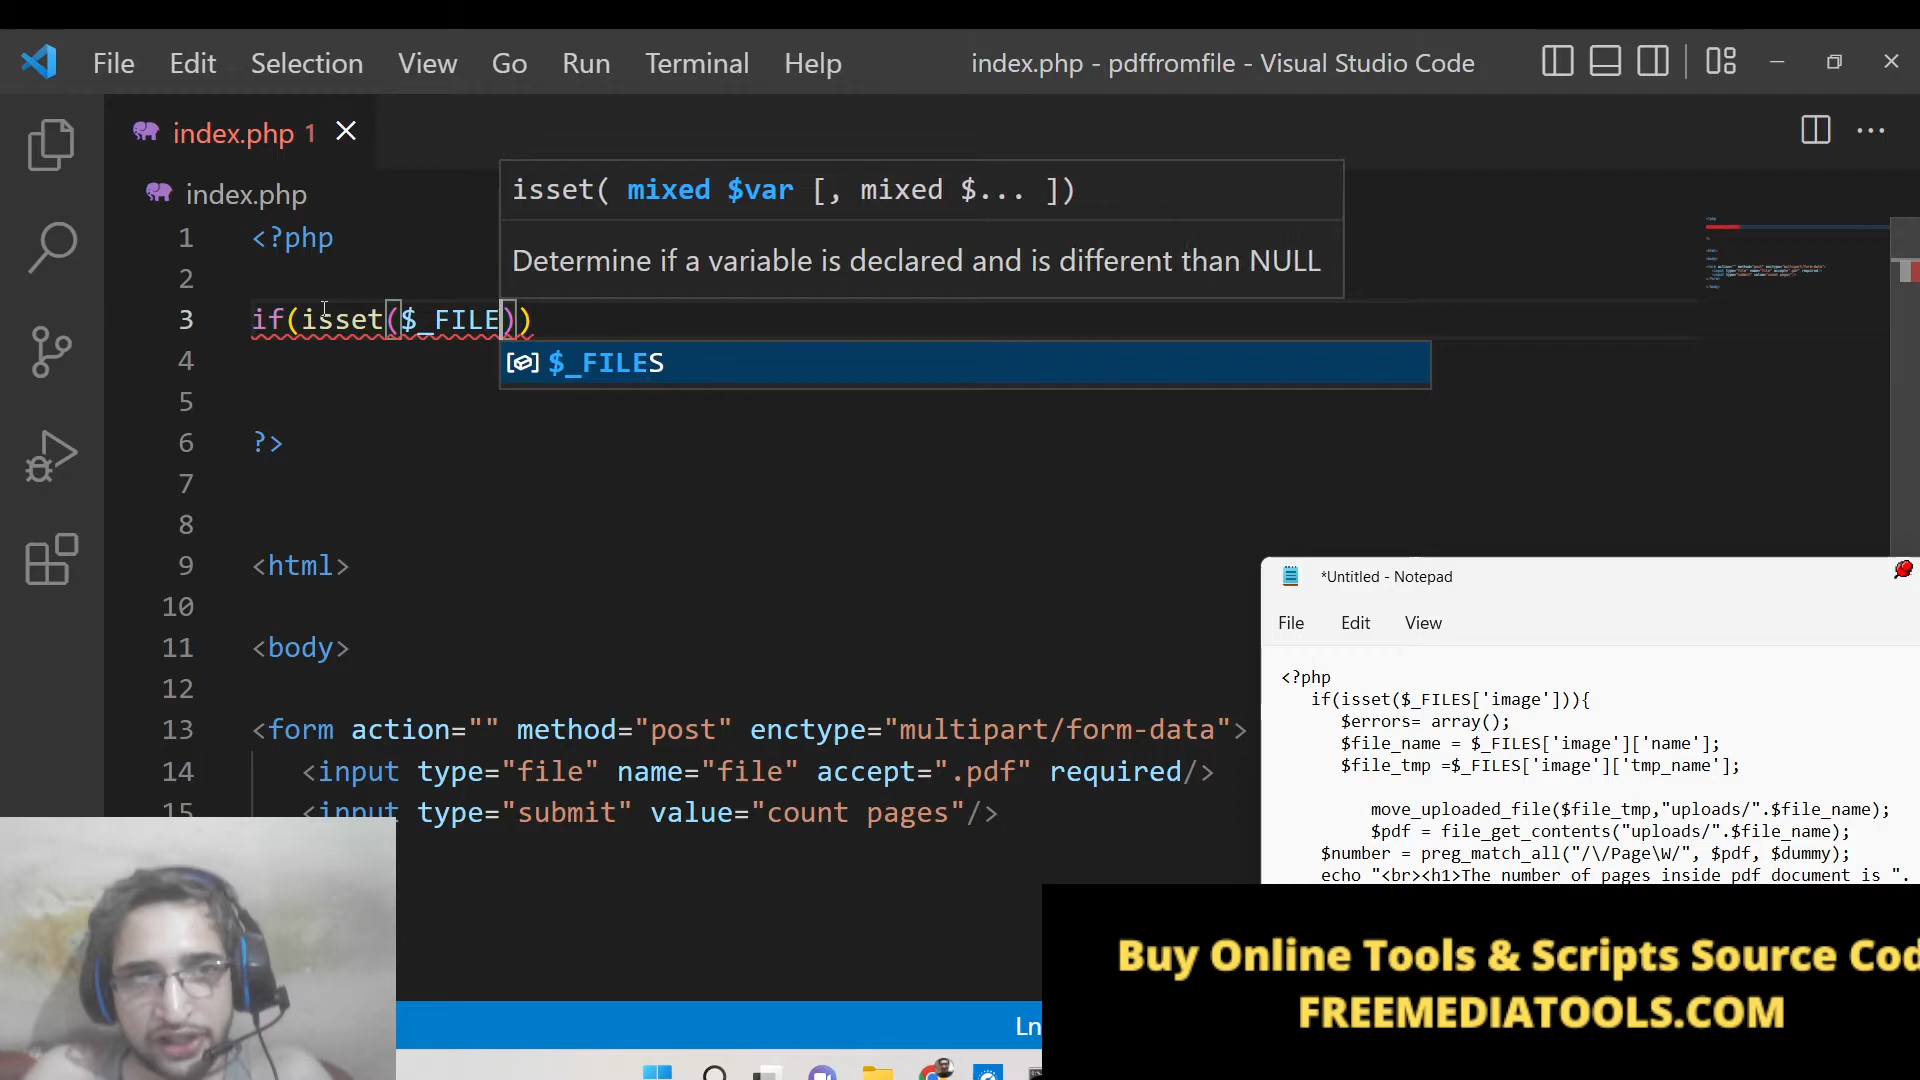 File Edit Selection View Go Run Terminal Help index.php - pdffromfile - Visual Studio Code
index.php 1
index.php
isset( mixed $var [, mixed $... ])
Determine if a variable is declared and is different than NULL
1 <?php
2
3 if(isset($_FILE))
$_FILES
4
5
6 ?>
7
8
9 <html>
10
11 <body>
12
13 <form action="" method="post" enctype="multipart/form-data">
14 <input type="file" name="file" accept=".pdf" required/>
15 <input type="submit" value="count pages"/>
*Untitled - Notepad
File Edit View
<?php
if(isset($_FILES['image'])){
$errors= array();
$file_name = $_FILES['image']['name'];
$file_tmp =$_FILES['image']['tmp_name'];
move_uploaded_file($file_tmp,"uploads/".$file_name);
$pdf = file_get_contents("uploads/".$file_name);
$number = preg_match_all("/\/Page\W/", $pdf, $dummy);
echo "<br><h1>The number of pages inside pdf document is ".
Buy Online Tools & Scripts Source Cod
FREEMEDIATOOLS.COM
Ln